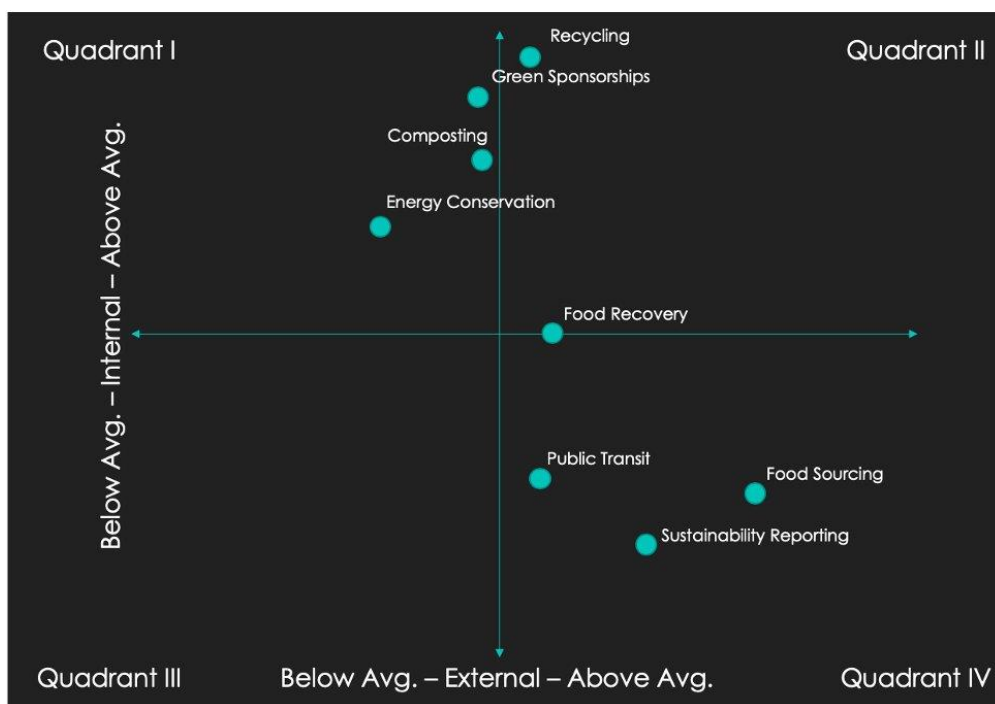 Quadrant I
Recycling
Quadrant II
Green Sponsorships
Composting
Energy Conservation
Below Avg. – Internal – Above Avg.
Food Recovery
Public Transit
Food Sourcing
Sustainability Reporting
Quadrant III
Below Avg. – External – Above Avg.
Quadrant IV